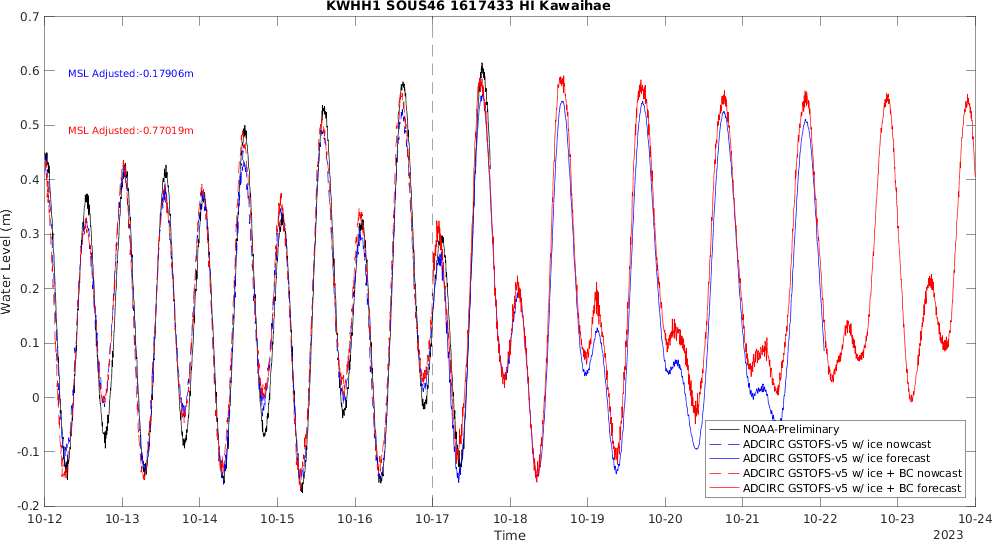 KWHH1 SOUS46 1617433 HI Kawaihae
0.7
0.6
0.5
0.4
0.3
0.2
0.1
0
-0.1
-0.2
Water Level (m)
MSL Adjusted:-0.17906m
MSL Adjusted:-0.77019m
NOAA-Preliminary
ADCIRC GSTOFS-v5 w/ ice nowcast
ADCIRC GSTOFS-v5 w/ ice forecast
ADCIRC GSTOFS-v5 w/ ice + BC nowcast
ADCIRC GSTOFS-v5 w/ ice + BC forecast
10-12 10-13 10-14 10-15 10-16 10-17 10-18 10-19 10-20 10-21 10-22 10-23 10-24
Time
2023